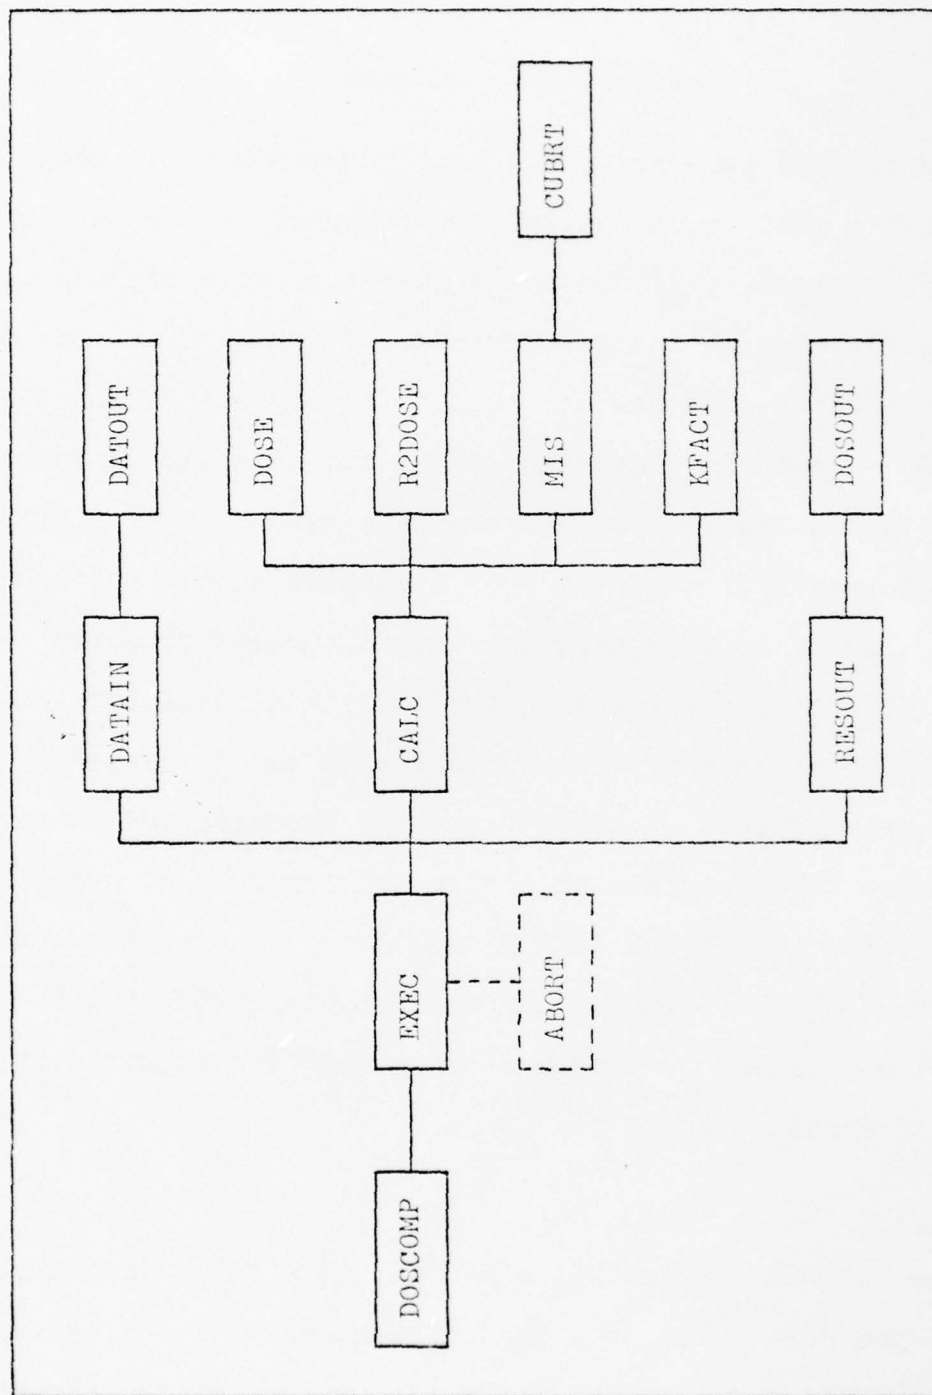 DOSCOMP
EXEC
ABORT
DATAIN
CALC
RESOUT
DATOUT
DOSE
R2DOSE
MIS
KFACT
DOSOUT
CUBRT